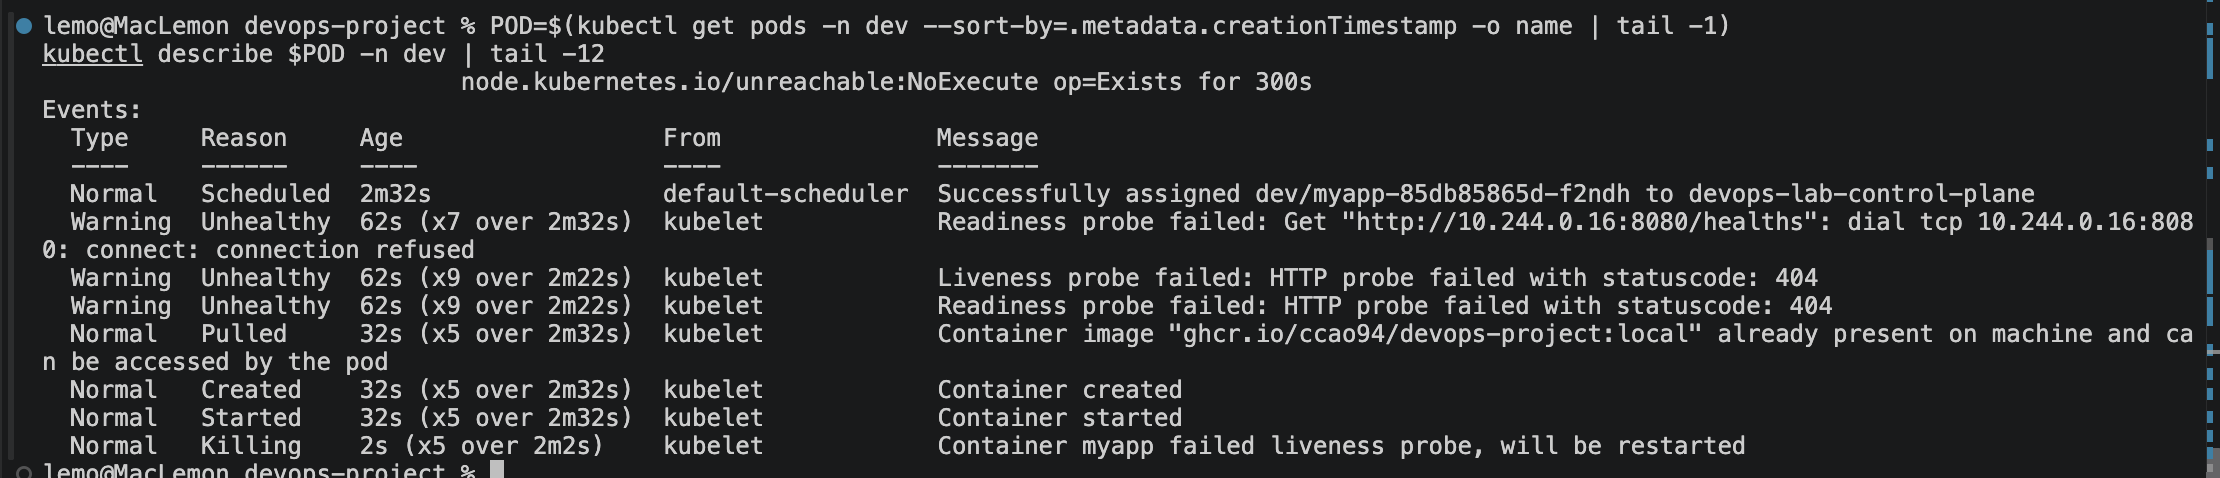 lemo@MacLemon devops-project % POD=$(kubectl get pods -n dev --sort-by=.metadata.creationTimestamp -o name | tail -1)
kubectl describe $POD -n dev | tail -12
                             node.kubernetes.io/unreachable:NoExecute op=Exists for 300s
Events:
  Type     Reason     Age                  From               Message
  ----     ------     ----                 ----               -------
  Normal   Scheduled  2m32s                default-scheduler  Successfully assigned dev/myapp-85db85865d-f2ndh to devops-lab-control-plane
  Warning  Unhealthy  62s (x7 over 2m32s)  kubelet            Readiness probe failed: Get "http://10.244.0.16:8080/healths": dial tcp 10.244.0.16:808
0: connect: connection refused
  Warning  Unhealthy  62s (x9 over 2m22s)  kubelet            Liveness probe failed: HTTP probe failed with statuscode: 404
  Warning  Unhealthy  62s (x9 over 2m22s)  kubelet            Readiness probe failed: HTTP probe failed with statuscode: 404
  Normal   Pulled     32s (x5 over 2m32s)  kubelet            Container image "ghcr.io/ccao94/devops-project:local" already present on machine and ca
n be accessed by the pod
  Normal   Created    32s (x5 over 2m32s)  kubelet            Container created
  Normal   Started    32s (x5 over 2m32s)  kubelet            Container started
  Normal   Killing    2s (x5 over 2m2s)    kubelet            Container myapp failed liveness probe, will be restarted
lemo@MacLemon devops-project %